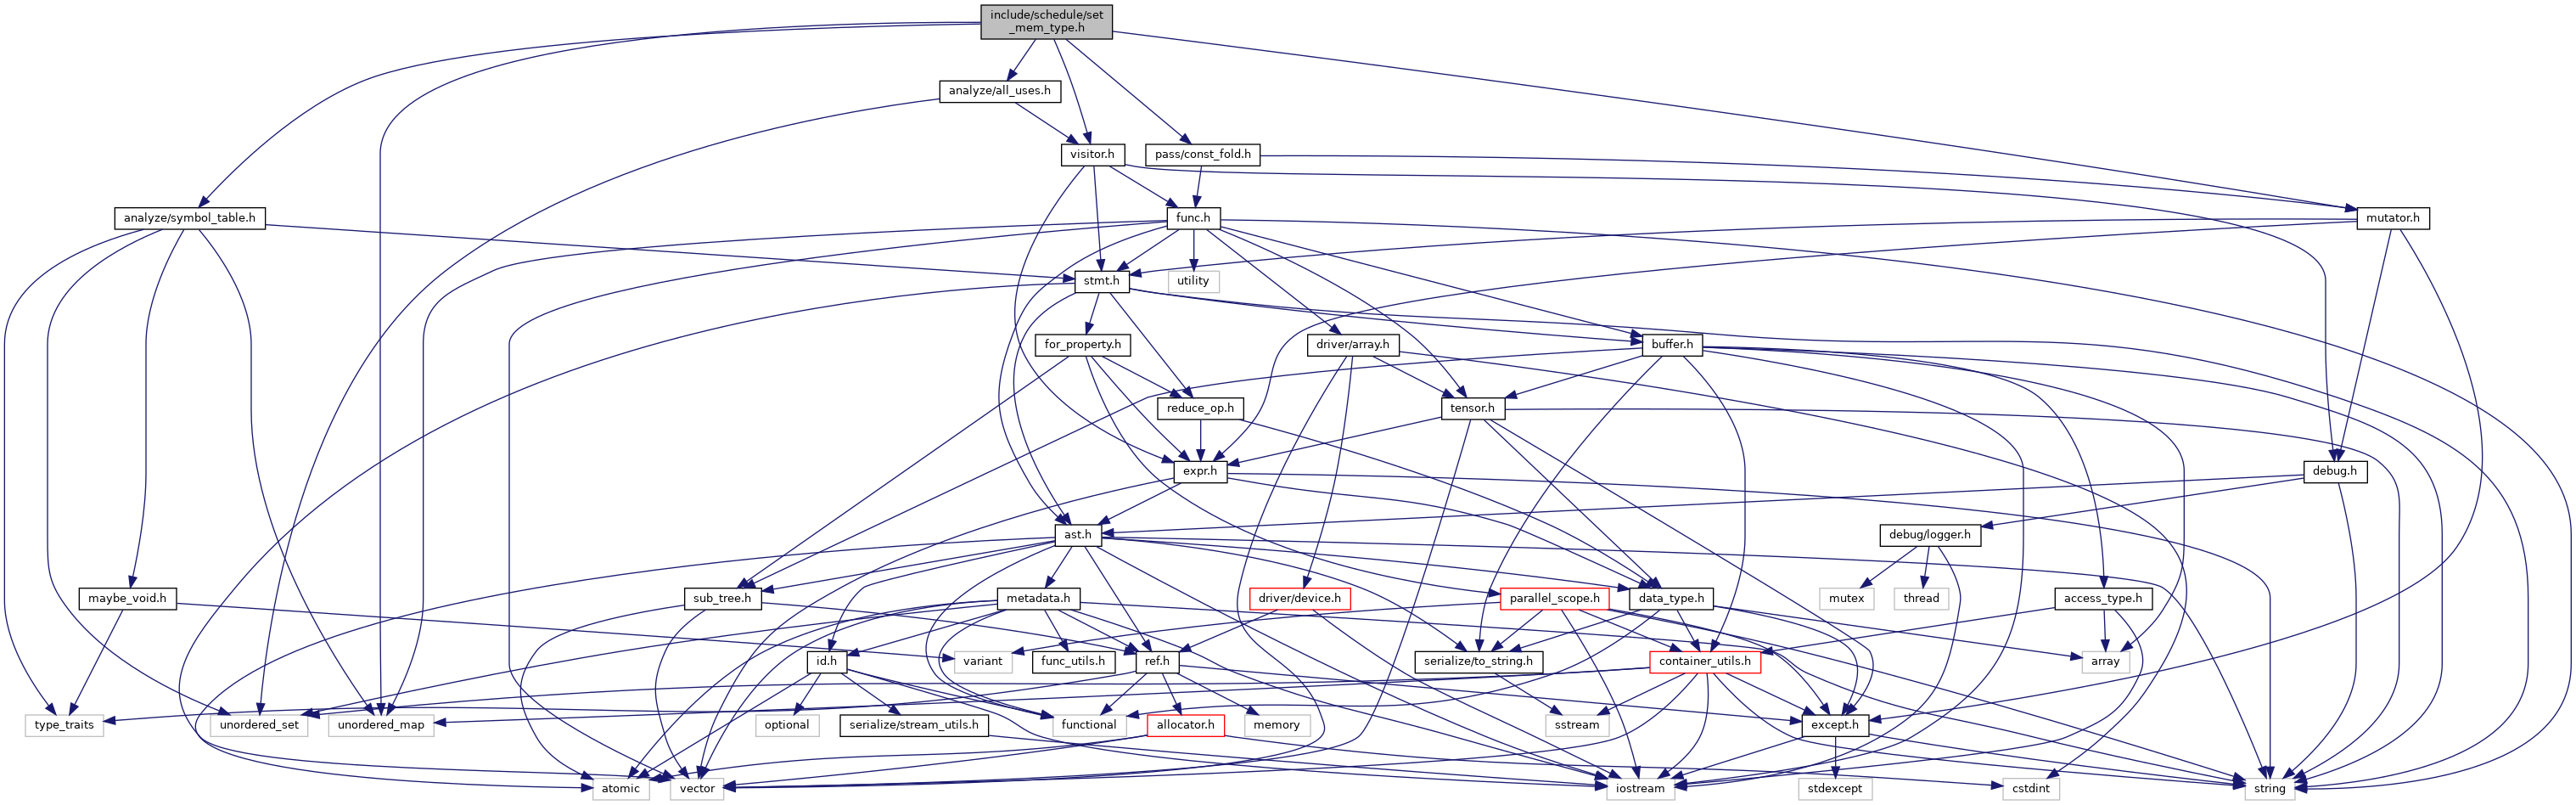 include/schedule/set
_mem_type.h
analyze/all_uses.h
visitor.h
pass/const_fold.h
analyze/symbol_table.h
func.h
mutator.h
stmt.h
utility
for_property.h
driver/array.h
buffer.h
reduce_op.h
tensor.h
expr.h
debug.h
ast.h
debug/logger.h
maybe_void.h
sub_tree.h
metadata.h
driver/device.h
parallel_scope.h
data_type.h
mutex
thread
access_type.h
id.h
variant
func_utils.h
ref.h
serialize/to_string.h
container_utils.h
array
type_traits
unordered_set
unordered_map
optional
serialize/stream_utils.h
functional
allocator.h
memory
sstream
except.h
atomic
vector
iostream
stdexcept
cstdint
string